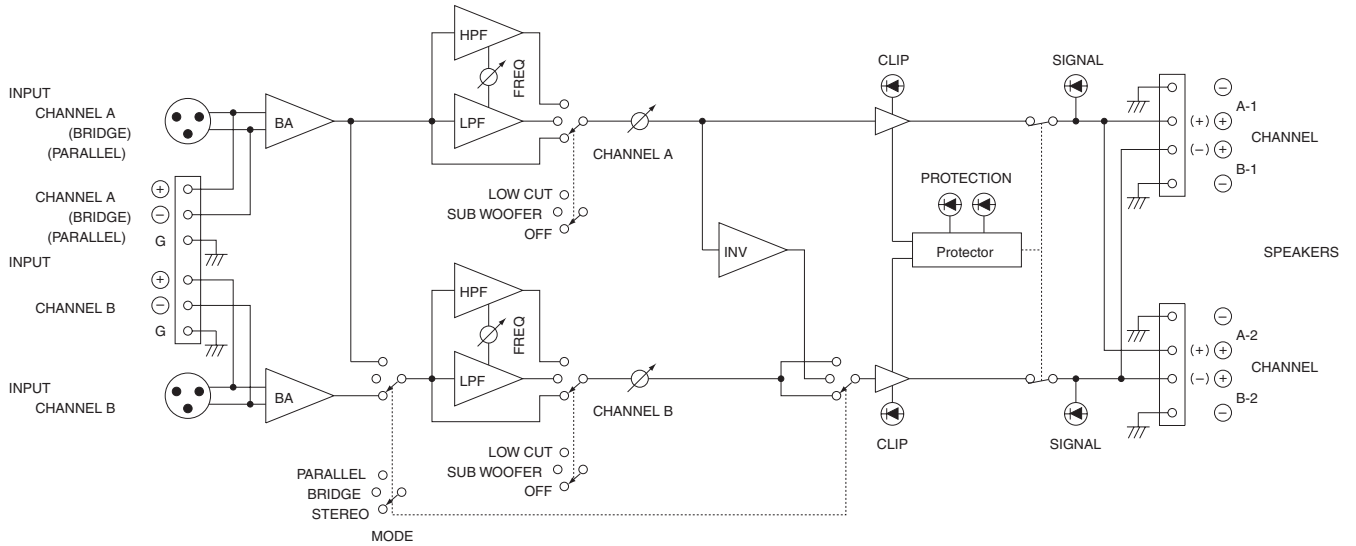 HPF
FREQ
LPF
CLIP
SIGNAL
INPUT
CHANNEL A
(BRIDGE)
(PARALLEL)
BA
CHANNEL A
⊖
A-1
(+) ⊕
CHANNEL
(−) ⊕
B-1
⊖
PROTECTION
Protector
⊕
CHANNEL A
(BRIDGE)
⊖
(PARALLEL)
G
INPUT
⊕
CHANNEL B
⊖
G
LOW CUT
SUB WOOFER
OFF
INV
SPEAKERS
HPF
FREQ
LPF
INPUT
CHANNEL B
BA
CHANNEL B
⊖
A-2
(+) ⊕
CHANNEL
(−) ⊕
B-2
⊖
CLIP
SIGNAL
LOW CUT
SUB WOOFER
OFF
PARALLEL
BRIDGE
STEREO
MODE